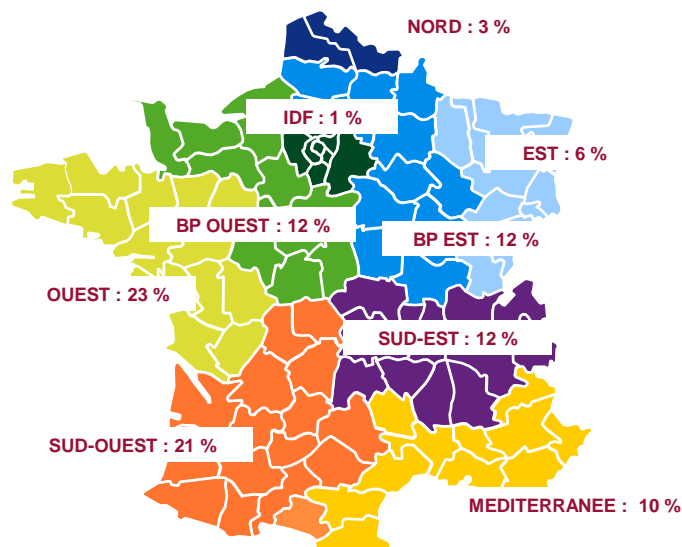 NORD : 3 %
IDF : 1 %
EST : 6 %
BP OUEST : 12 %
BP EST : 12 %
OUEST : 23 %
SUD-EST : 12 %
SUD-OUEST : 21 %
MEDITERRANEE : 10 %